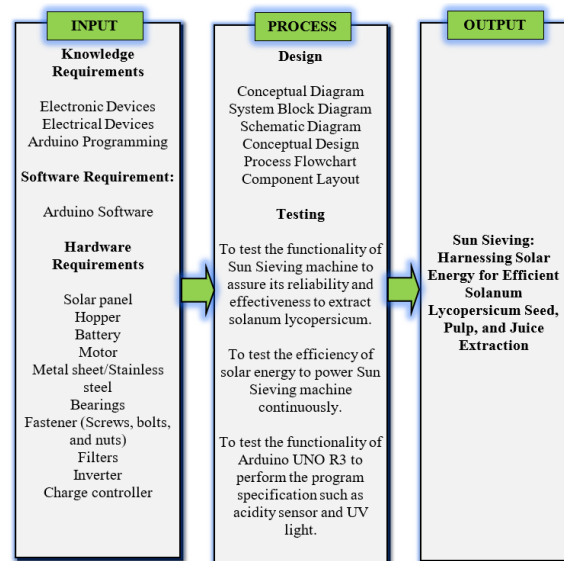 INPUT
Knowledge
Requirements
Electronic Devices
Electrical Devices
Arduino Programming
Software Requirement:
Arduino Software
Hardware
Requirements
Solar panel
Hopper
Battery
Motor
Metal sheet/Stainless
steel
Bearings
Fastener (Screws, bolts,
and nuts)
Filters
Inverter
Charge controller
PROCESS
Design
Conceptual Diagram
System Block Diagram
Schematic Diagram
Conceptual Design
Process Flowchart
Component Layout
Testing
To test the functionality of
Sun Sieving machine to
assure its reliability and
effectiveness to extract
solanum lycopersicum.
To test the efficiency of
solar energy to power Sun
Sieving machine
continuously.
To test the functionality of
Arduino UNO R3 to
perform the program
specification such as
acidity sensor and UV
light.
OUTPUT
Sun Sieving:
Harnessing Solar
Energy for Efficient
Solanum
Lycopersicum Seed,
Pulp, and Juice
Extraction